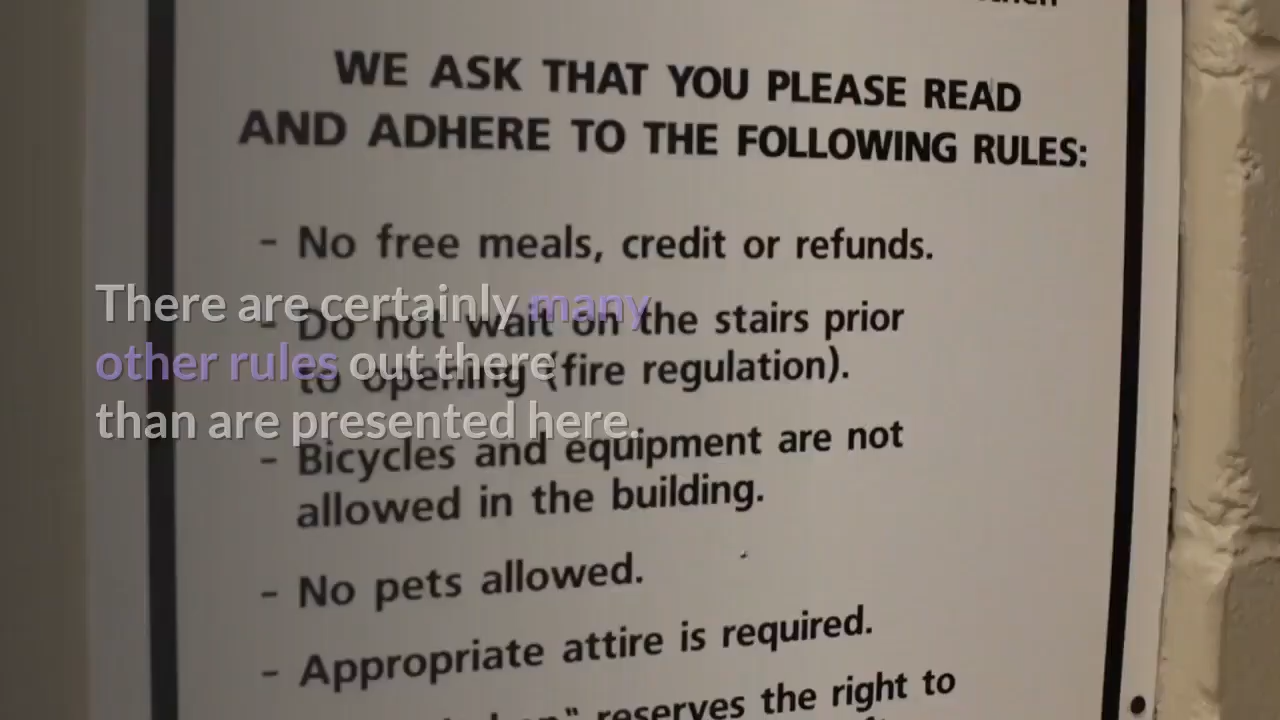 WE ASK THAT YOU PLEASE READ
AND ADHERE TO THE FOLLOWING RULES:
- No free meals, credit or refunds.
- Do not wait on the stairs prior
to opening (fire regulation).
- Bicycles and equipment are not
allowed in the building.
- No pets allowed.
- Appropriate attire is required.
reserves the right to
There are certainly many
other rules out there
than are presented here.